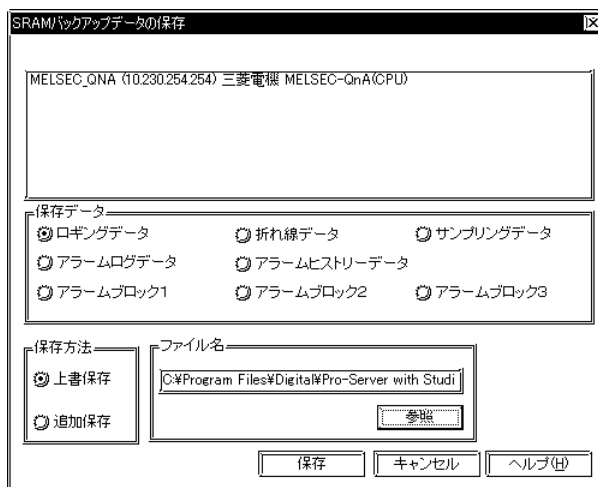 SRAMバックアップデータの保存
MELSEC_QNA (10.230.254.254) 三菱電機 MELSEC-QnA(CPU)
保存データ
ロギングデータ 折れ線データ サンプリングデータ
アラームログデータ アラームヒストリーデータ
アラームブロック1 アラームブロック2 アラームブロック3
保存方法
上書保存
追加保存
ファイル名
C:¥Program Files¥Digital¥Pro-Server with Studi
参照
保存 キャンセル ヘルプ(H)